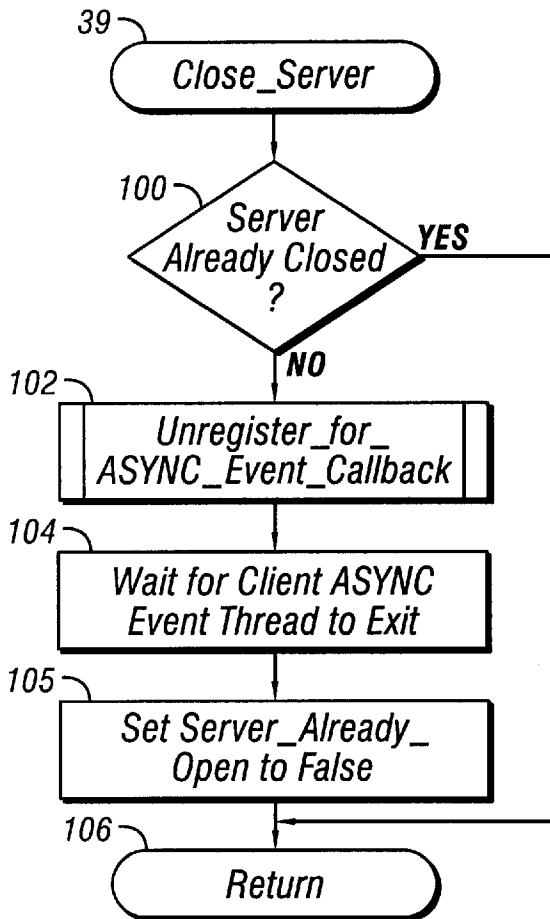 39
Close_Server
100
Server
Already Closed
?
YES
NO
102
Unregister_for_
ASYNC_Event_Callback
104
Wait for Client ASYNC
Event Thread to Exit
105
Set Server_Already_
Open to False
106
Return